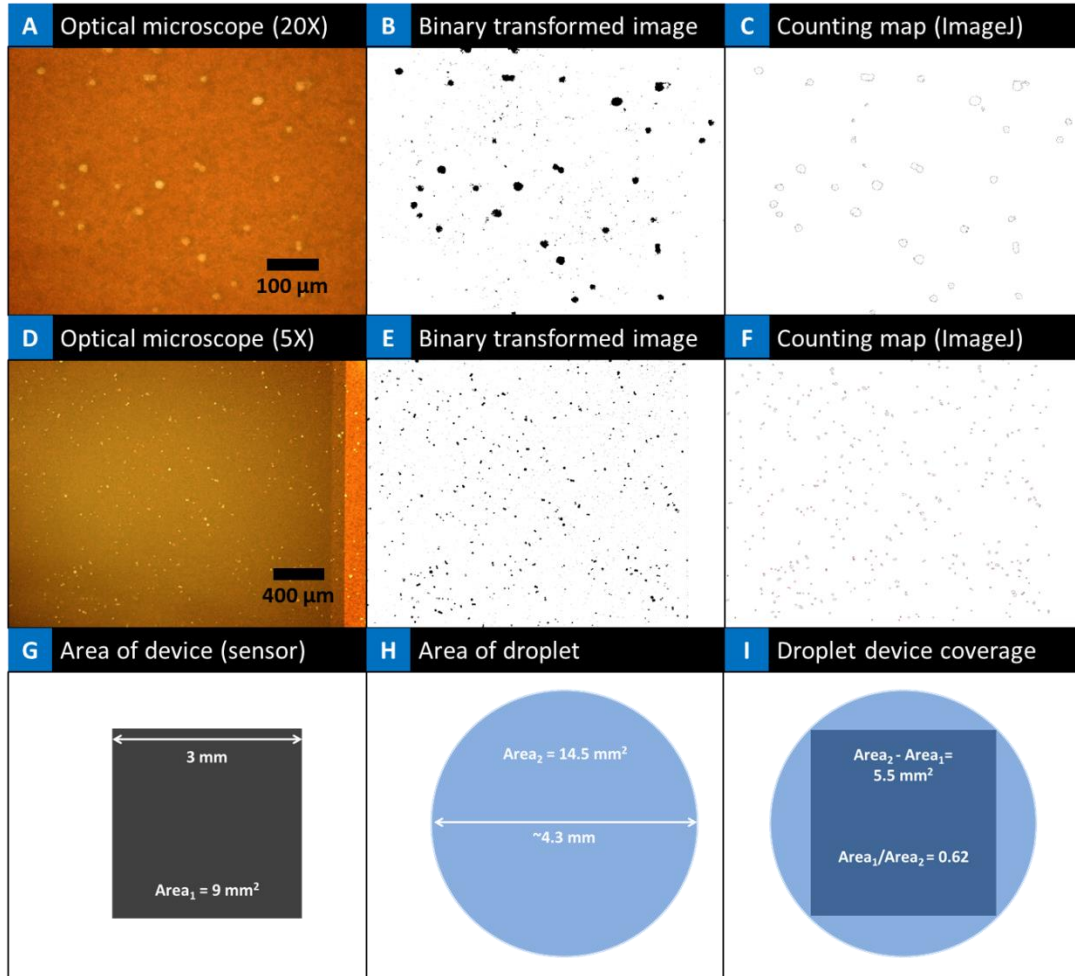 A Optical microscope (20X)
B Binary transformed image
C Counting map (ImageJ)
100 µm
D Optical microscope (5X)
E Binary transformed image
F Counting map (ImageJ)
400 µm
G Area of device (sensor)
H Area of droplet
I Droplet device coverage
3 mm
Area₁ = 9 mm²
Area₂ = 14.5 mm²
~4.3 mm
Area₂ - Area₁=
5.5 mm²
Area₁/Area₂ = 0.62